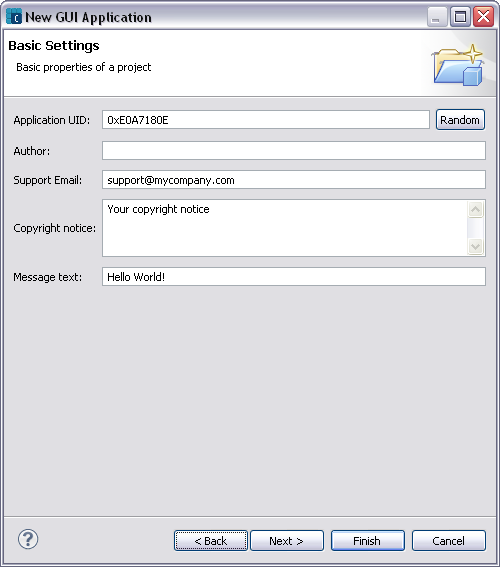 New GUI Application
Basic Settings
Basic properties of a project
Application UID: 0xE0A7180E Random
Author:
Support Email: support@mycompany.com
Copyright notice: Your copyright notice
Message text: Hello World!
? < Back Next > Finish Cancel